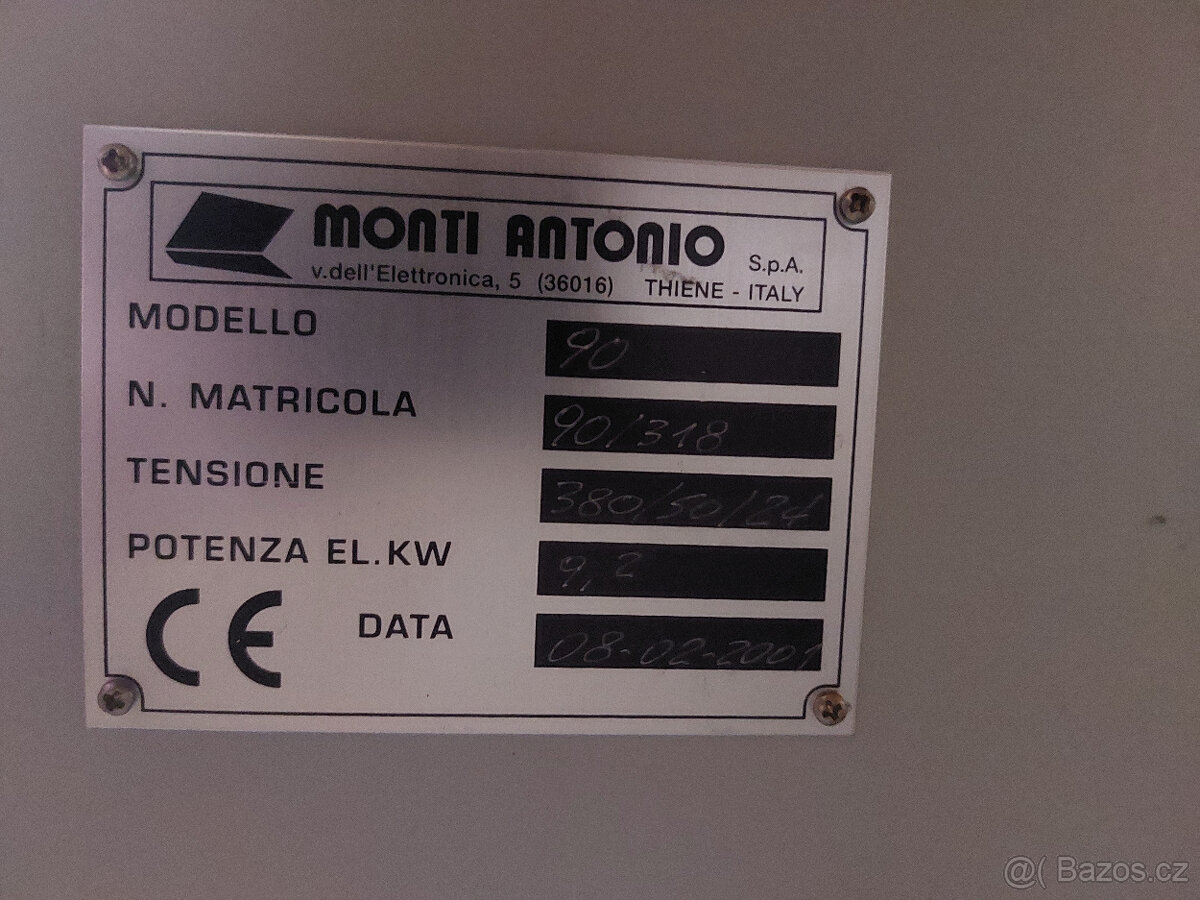 MONTI ANTONIO S.p.A.
v.dell'Elettronica, 5 (36016) THIENE - ITALY
MODELLO 90
N. MATRICOLA 90/318
TENSIONE 380/50/24
POTENZA EL.KW 9,2
CE DATA 08-02-2001
@( Bazos.cz